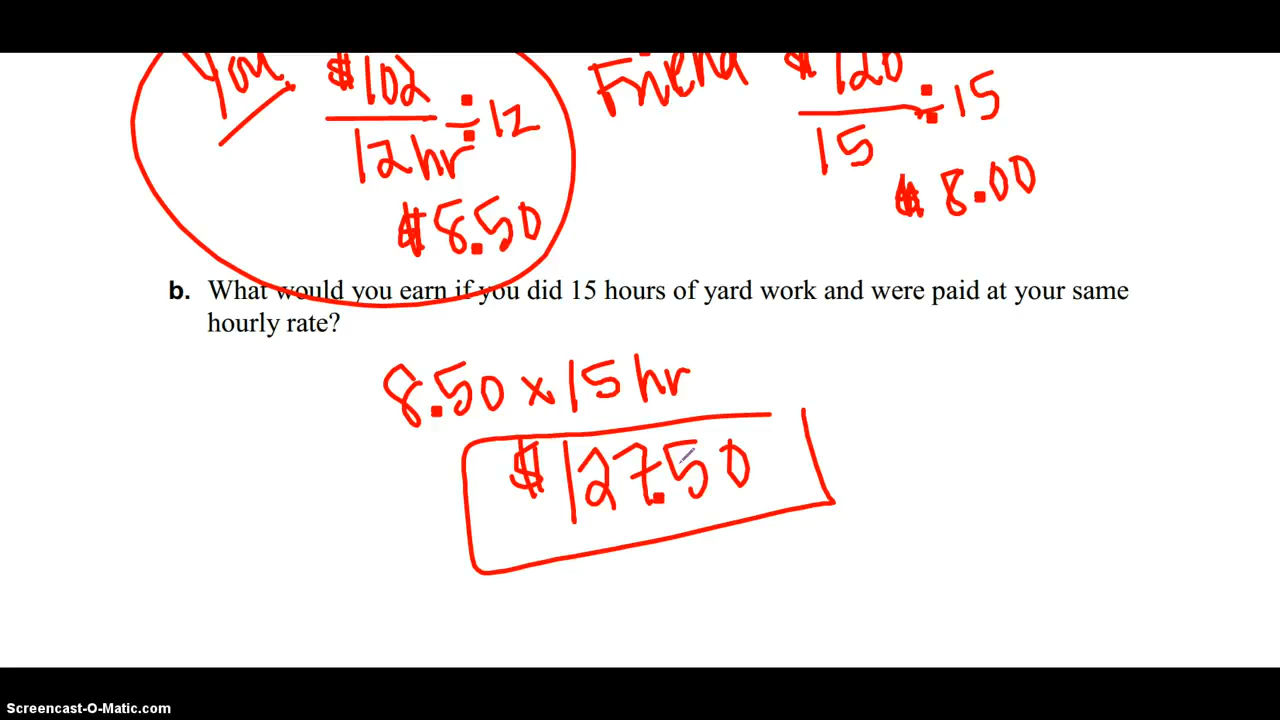 You $102 ÷12 Friend $120 ÷15
12hr 15
$8.50 $8.00
b. What would you earn if you did 15 hours of yard work and were paid at your same
hourly rate?
8.50 x 15 hr
$127.50
Screencast-O-Matic.com